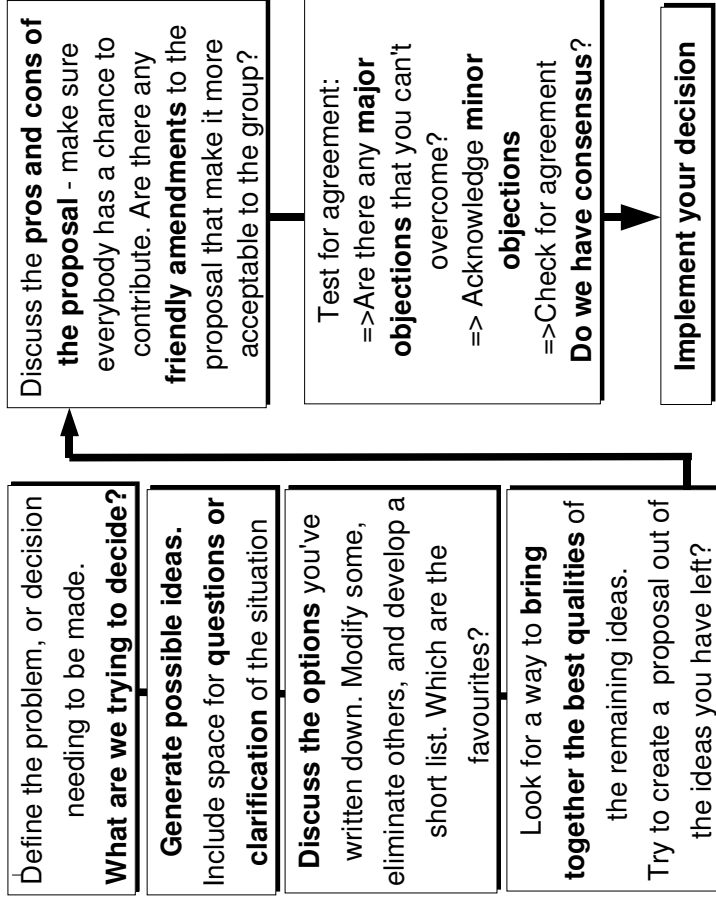 Define the problem, or decision
needing to be made.
What are we trying to decide?
Generate possible ideas.
Include space for questions or
clarification of the situation
Discuss the options you've
written down. Modify some,
eliminate others, and develop a
short list. Which are the
favourites?
Look for a way to bring
together the best qualities of
the remaining ideas.
Try to create a proposal out of
the ideas you have left?
Discuss the pros and cons of
the proposal - make sure
everybody has a chance to
contribute. Are there any
friendly amendments to the
proposal that make it more
acceptable to the group?
Test for agreement:
=>Are there any major
objections that you can't
overcome?
=> Acknowledge minor
objections
=>Check for agreement
Do we have consensus?
Implement your decision